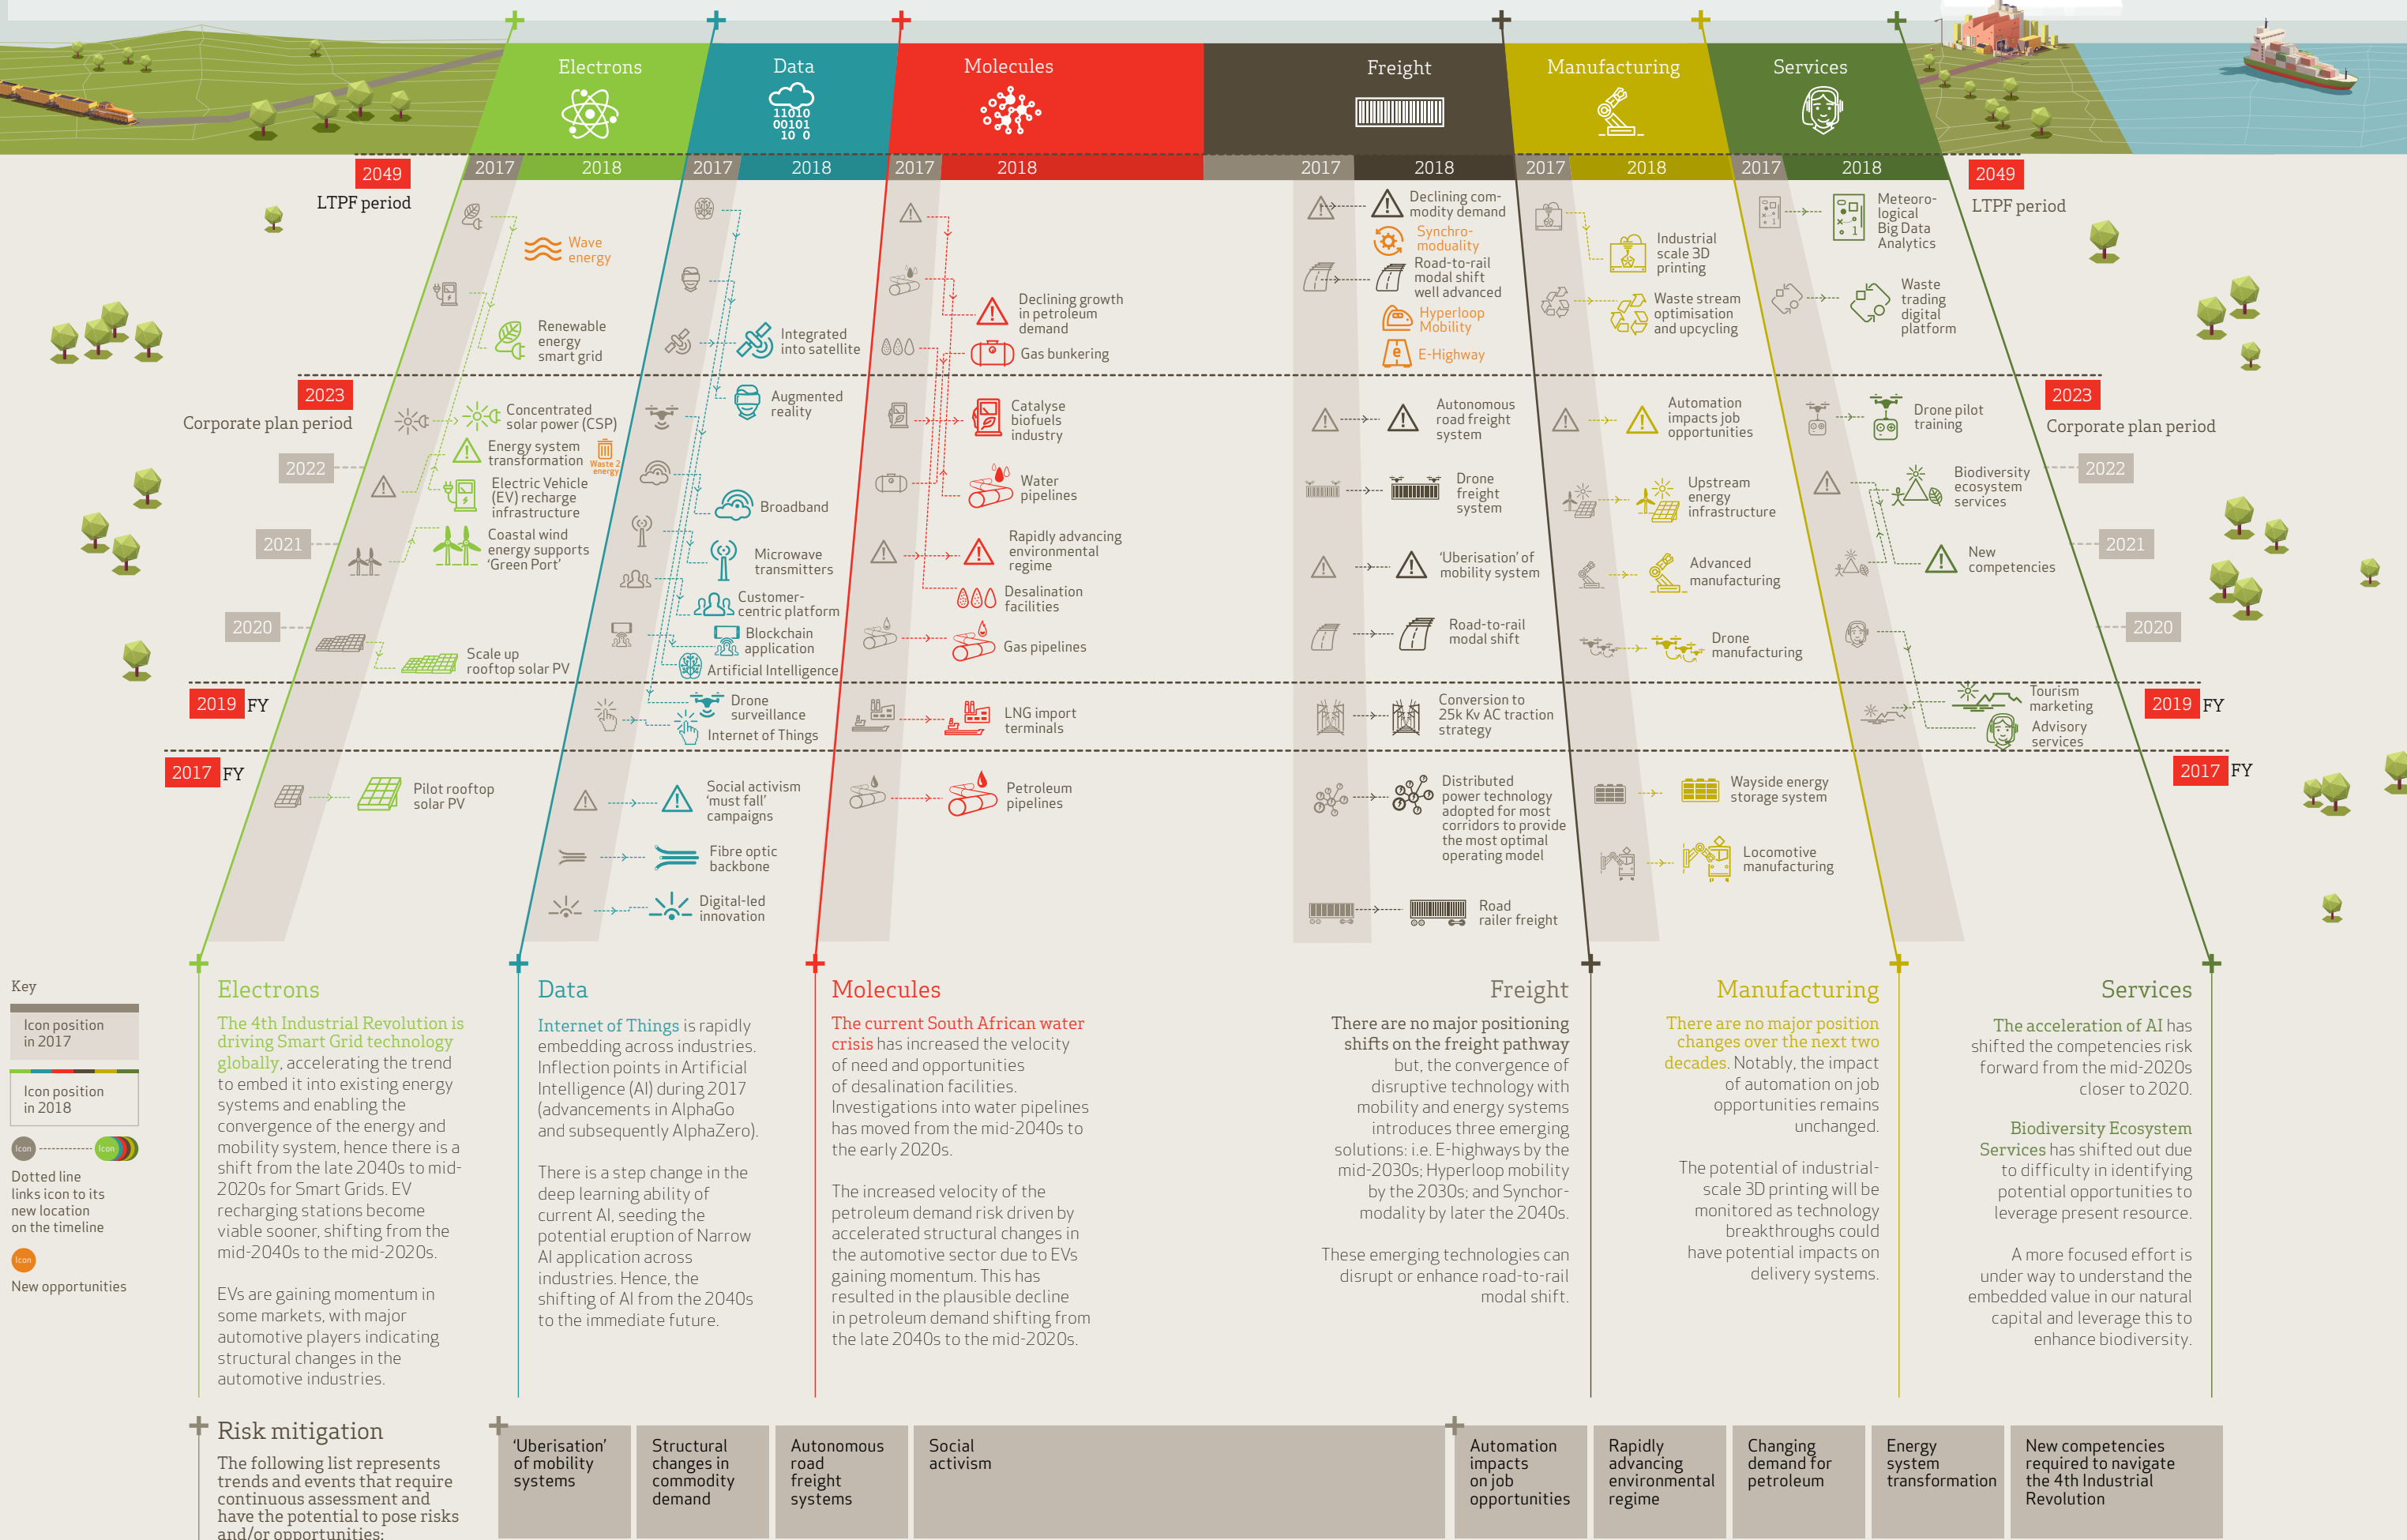 Electrons
Data
Molecules
Freight
Manufacturing
Services
11010
00101
10 0
2017
2018
2017
2018
2017
2018
2017
2018
2017
2018
2017
2018
2049
LTPF period
2023
Corporate plan period
2022
2021
2020
2019 FY
2017 FY
Wave
energy
Renewable
energy
smart grid
Concentrated
solar power (CSP)
Energy system
transformation
Waste 2
energy
Electric Vehicle
(EV) recharge
infrastructure
Coastal wind
energy supports
‘Green Port’
Scale up
rooftop solar PV
Pilot rooftop
solar PV
Integrated
into satellite
Augmented
reality
Broadband
Microwave
transmitters
Customer-
centric platform
Blockchain
application
Artificial Intelligence
Drone
surveillance
Internet of Things
Social activism
‘must fall’
campaigns
Fibre optic
backbone
Digital-led
innovation
Declining growth
in petroleum
demand
Gas bunkering
Catalyse
biofuels
industry
Water
pipelines
Rapidly advancing
environmental
regime
Desalination
facilities
Gas pipelines
LNG import
terminals
Petroleum
pipelines
Declining com-
modity demand
Synchro-
moduality
Road-to-rail
modal shift
well advanced
Hyperloop
Mobility
e
E-Highway
Autonomous
road freight
system
Drone
freight
system
‘Uberisation’ of
mobility system
Road-to-rail
modal shift
Conversion to
25k Kv AC traction
strategy
Distributed
power technology
adopted for most
corridors to provide
the most optimal
operating model
Road
railer freight
Industrial
scale 3D
printing
Waste stream
optimisation
and upcycling
Automation
impacts job
opportunities
Upstream
energy
infrastructure
Advanced
manufacturing
Drone
manufacturing
Wayside energy
storage system
Locomotive
manufacturing
Meteoro-
logical
Big Data
Analytics
Waste
trading
digital
platform
Drone pilot
training
Biodiversity
ecosystem
services
New
competencies
Tourism
marketing
Advisory
services
2049
LTPF period
2023
Corporate plan period
2022
2021
2020
2019 FY
2017 FY
Key
Icon position
in 2017
Icon position
in 2018
Icon
Icon
Dotted line
links icon to its
new location
on the timeline
Icon
New opportunities
Electrons
The 4th Industrial Revolution is
driving Smart Grid technology
globally, accelerating the trend
to embed it into existing energy
systems and enabling the
convergence of the energy and
mobility system, hence there is a
shift from the late 2040s to mid-
2020s for Smart Grids. EV
recharging stations become
viable sooner, shifting from the
mid-2040s to the mid-2020s.
EVs are gaining momentum in
some markets, with major
automotive players indicating
structural changes in the
automotive industries.
Data
Internet of Things is rapidly
embedding across industries.
Inflection points in Artificial
Intelligence (AI) during 2017
(advancements in AlphaGo
and subsequently AlphaZero).
There is a step change in the
deep learning ability of
current AI, seeding the
potential eruption of Narrow
AI application across
industries. Hence, the
shifting of AI from the 2040s
to the immediate future.
Molecules
The current South African water
crisis has increased the velocity
of need and opportunities
of desalination facilities.
Investigations into water pipelines
has moved from the mid-2040s to
the early 2020s.
The increased velocity of the
petroleum demand risk driven by
accelerated structural changes in
the automotive sector due to EVs
gaining momentum. This has
resulted in the plausible decline
in petroleum demand shifting from
the late 2040s to the mid-2020s.
Freight
There are no major positioning
shifts on the freight pathway
but, the convergence of
disruptive technology with
mobility and energy systems
introduces three emerging
solutions: i.e. E-highways by the
mid-2030s; Hyperloop mobility
by the 2030s; and Synchor-
modality by later the 2040s.
These emerging technologies can
disrupt or enhance road-to-rail
modal shift.
Manufacturing
There are no major position
changes over the next two
decades. Notably, the impact
of automation on job
opportunities remains
unchanged.
The potential of industrial-
scale 3D printing will be
monitored as technology
breakthroughs could
have potential impacts on
delivery systems.
Services
The acceleration of AI has
shifted the competencies risk
forward from the mid-2020s
closer to 2020.
Biodiversity Ecosystem
Services has shifted out due
to difficulty in identifying
potential opportunities to
leverage present resource.
A more focused effort is
under way to understand the
embedded value in our natural
capital and leverage this to
enhance biodiversity.
Risk mitigation
The following list represents
trends and events that require
continuous assessment and
have the potential to pose risks
and/or opportunities:
‘Uberisation’
of mobility
systems
Structural
changes in
commodity
demand
Autonomous
road
freight
systems
Social
activism
Automation
impacts
on job
opportunities
Rapidly
advancing
environmental
regime
Changing
demand for
petroleum
Energy
system
transformation
New competencies
required to navigate
the 4th Industrial
Revolution